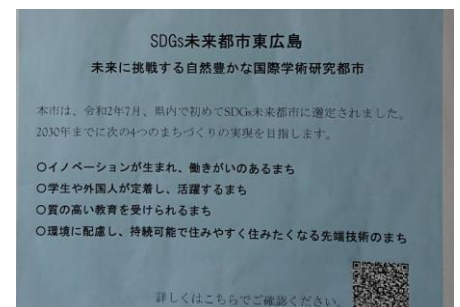 SDGs未来都市東広島
未来に挑戦する自然豊かな国際学術研究都市
本市は、令和2年7月、県内で初めてSDGs未来都市に選定されました。
2030年までに次の4つのまちづくりの実現を目指します。
○イノベーションが生まれ、働きがいのあるまち
○学生や外国人が定着し、活躍するまち
○質の高い教育を受けられるまち
○環境に配慮し、持続可能で住みやすく住みたくなる先端技術のまち
詳しくはこちらでご確認ください。